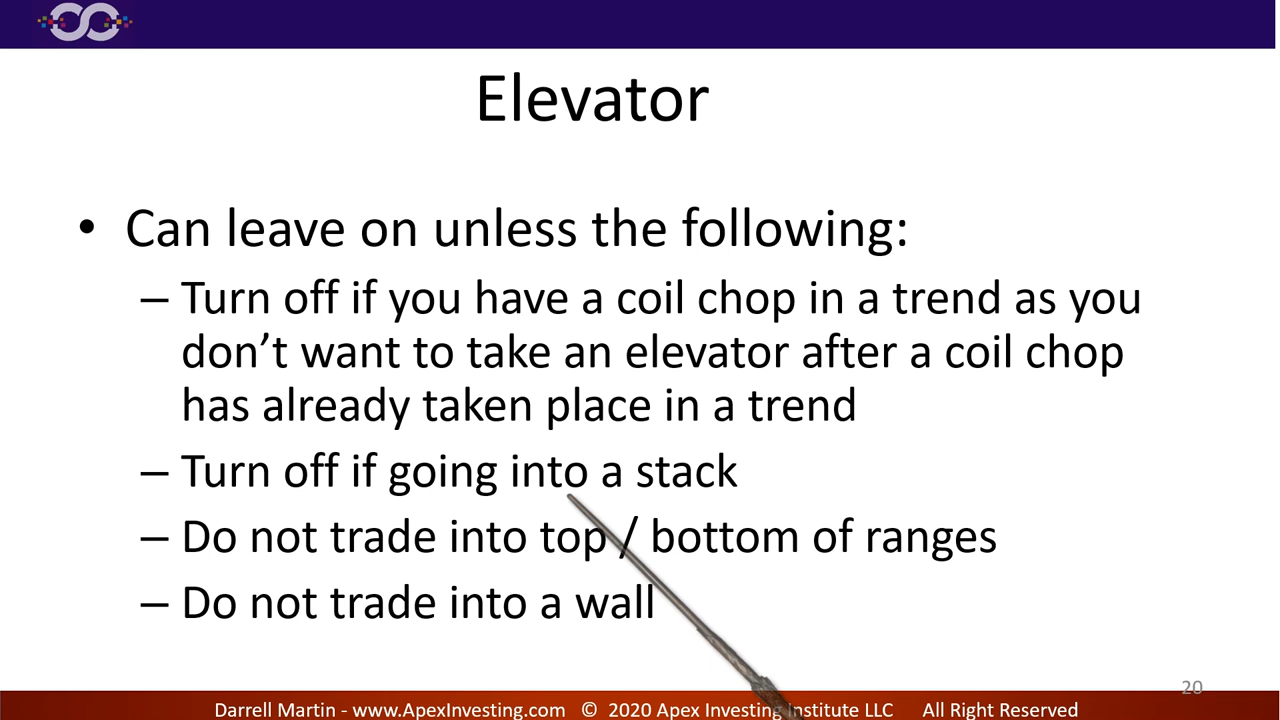 Elevator
• Can leave on unless the following:
– Turn off if you have a coil chop in a trend as you
don’t want to take an elevator after a coil chop
has already taken place in a trend
– Turn off if going into a stack
– Do not trade into top / bottom of ranges
– Do not trade into a wall
20
Darrell Martin - www.ApexInvesting.com © 2020 Apex Investing Institute LLC All Right Reserved